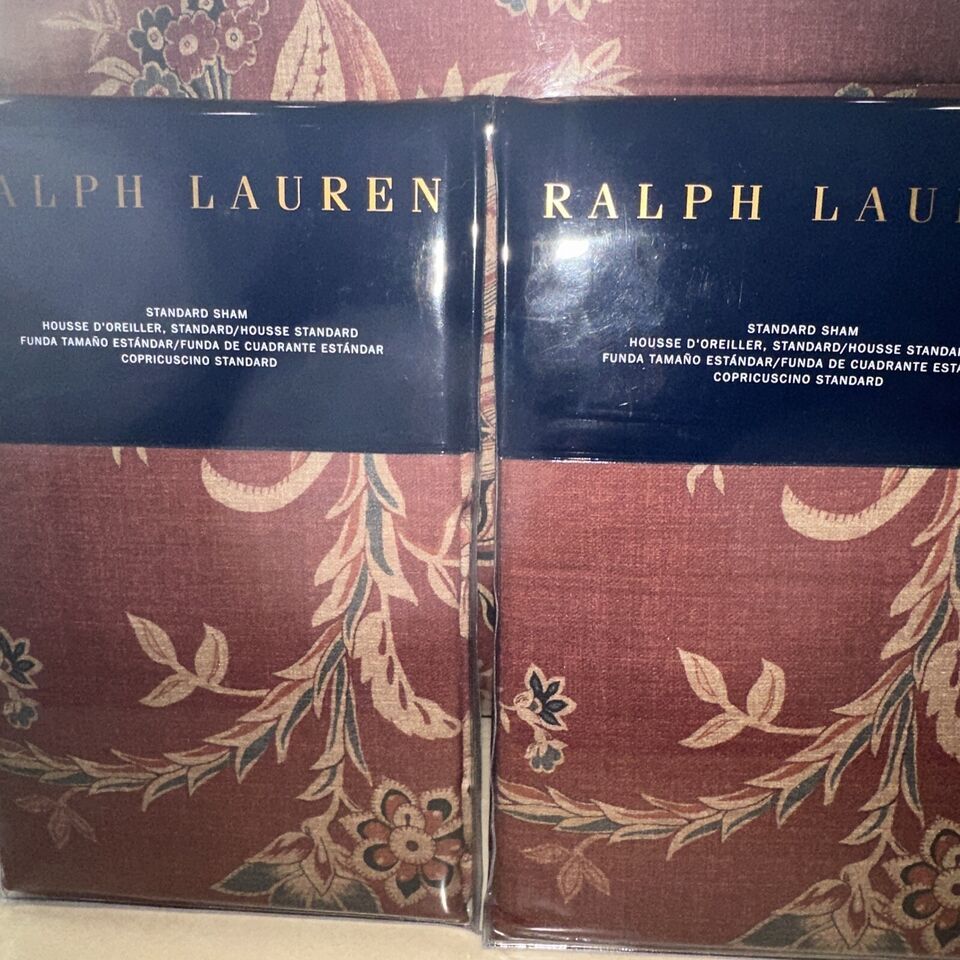 ALPH LAUREN
STANDARD SHAM
HOUSSE D'OREILLER, STANDARD/HOUSSE STANDARD
FUNDA TAMAÑO ESTÁNDAR/FUNDA DE CUADRANTE ESTÁNDAR
COPRICUSCINO STANDARD
RALPH LAU
STANDARD SHAM
HOUSSE D'OREILLER, STANDARD/HOUSSE STANDA
FUNDA TAMAÑO ESTÁNDAR/FUNDA DE CUADRANTE ESTÁ
COPRICUSCINO STANDARD